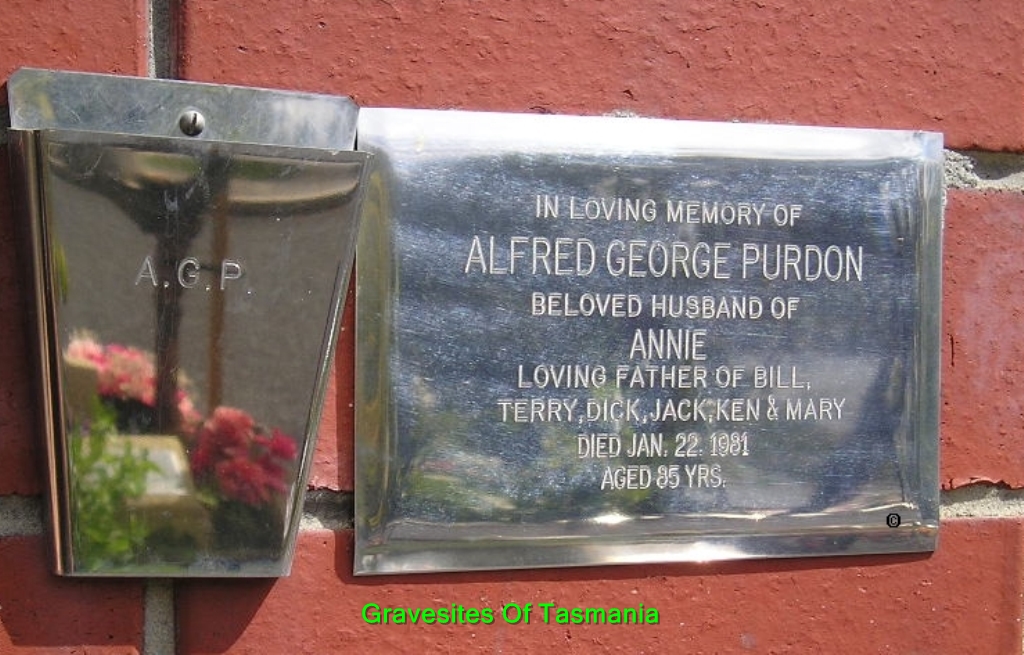 A.G.P.
IN LOVING MEMORY OF
ALFRED GEORGE PURDON
BELOVED HUSBAND OF
ANNIE
LOVING FATHER OF BILL,
TERRY, DICK, JACK, KEN & MARY
DIED JAN. 22. 1981
AGED 85 YRS.
©
Gravesites Of Tasmania